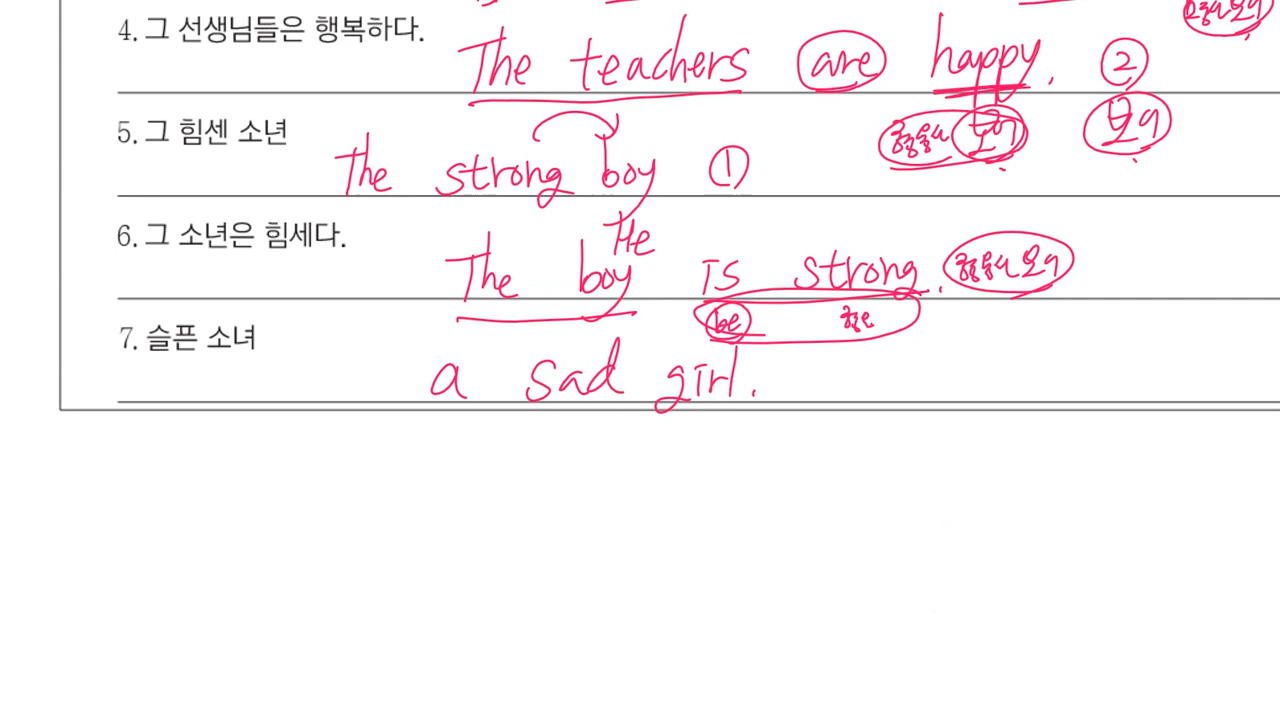 4. 그 선생님들은 행복하다.
The teachers are happy. ②
보어
5. 그 힘센 소년
The strong boy ①
형용사 보어
6. 그 소년은 힘세다.
He
The boy is strong. 형용사 보어
be
7. 슬픈 소녀
a sad girl.